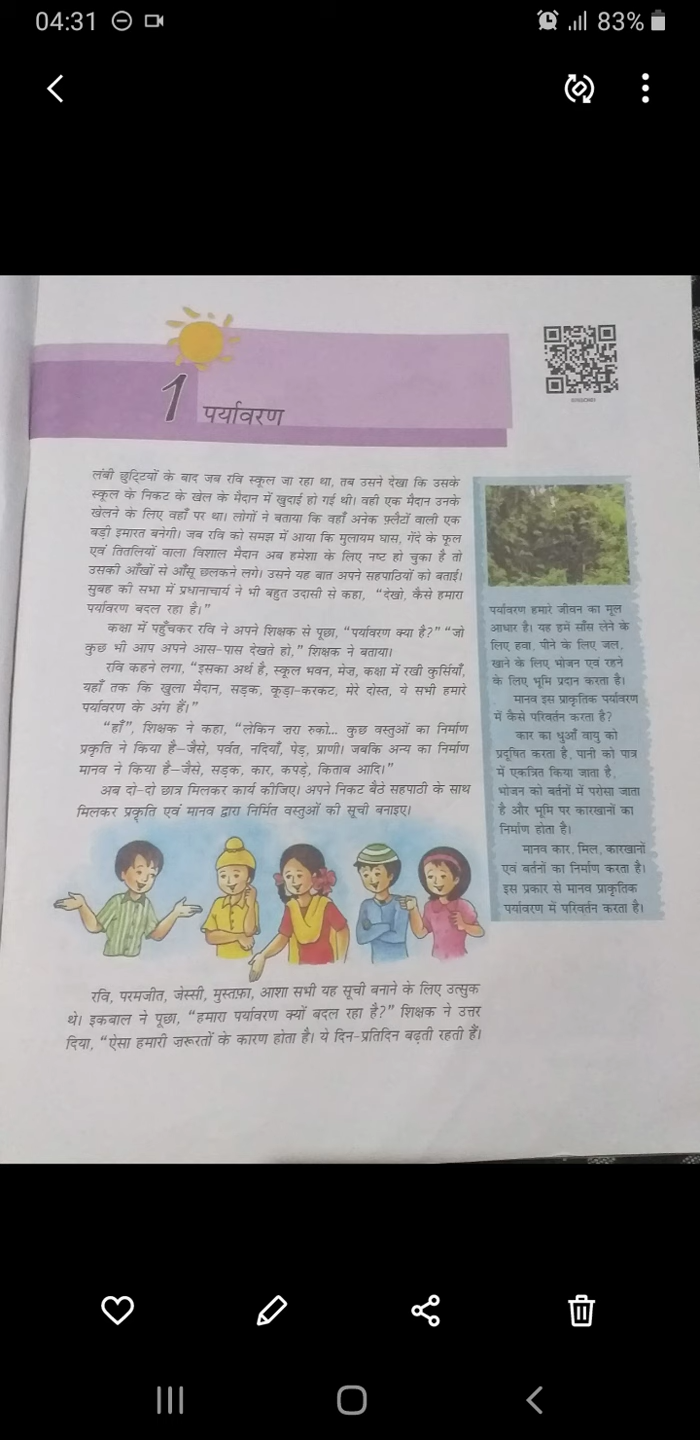 04:31
83%
1 पर्यावरण
लंबी छुट्टियों के बाद जब रवि स्कूल जा रहा था, तब उसने देखा कि उसके
स्कूल के निकट के खेल के मैदान में खुदाई हो गई थी। वही एक मैदान उनके
खेलने के लिए वहाँ पर था। लोगों ने बताया कि वहाँ अनेक फ़्लैटों वाली एक
बड़ी इमारत बनेगी। जब रवि को समझ में आया कि मुलायम घास, गेंदे के फूल
एवं तितलियों वाला विशाल मैदान अब हमेशा के लिए नष्ट हो चुका है तो
उसकी आँखों से आँसू छलकने लगे। उसने यह बात अपने सहपाठियों को बताई।
सुबह की सभा में प्रधानाचार्य ने भी बहुत उदासी से कहा, “देखो, कैसे हमारा
पर्यावरण बदल रहा है।”
कक्षा में पहुँचकर रवि ने अपने शिक्षक से पूछा, “पर्यावरण क्या है?” “जो
कुछ भी आप अपने आस-पास देखते हो,” शिक्षक ने बताया।
रवि कहने लगा, “इसका अर्थ है, स्कूल भवन, मेज़, कक्षा में रखी कुर्सियाँ,
यहाँ तक कि खुला मैदान, सड़क, कूड़ा-करकट, मेरे दोस्त, ये सभी हमारे
पर्यावरण के अंग हैं।”
“हाँ”, शिक्षक ने कहा, “लेकिन ज़रा रुको... कुछ वस्तुओं का निर्माण
प्रकृति ने किया है–जैसे, पर्वत, नदियाँ, पेड़, प्राणी। जबकि अन्य का निर्माण
मानव ने किया है–जैसे, सड़क, कार, कपड़े, किताब आदि।”
अब दो-दो छात्र मिलकर कार्य कीजिए। अपने निकट बैठे सहपाठी के साथ
मिलकर प्रकृति एवं मानव द्वारा निर्मित वस्तुओं की सूची बनाइए।
रवि, परमजीत, जेस्सी, मुस्तफ़ा, आशा सभी यह सूची बनाने के लिए उत्सुक
थे। इकबाल ने पूछा, “हमारा पर्यावरण क्यों बदल रहा है?” शिक्षक ने उत्तर
दिया, “ऐसा हमारी ज़रूरतों के कारण होता है। ये दिन-प्रतिदिन बढ़ती रहती हैं।
पर्यावरण हमारे जीवन का मूल
आधार है। यह हमें साँस लेने के
लिए हवा, पीने के लिए जल,
खाने के लिए भोजन एवं रहने
के लिए भूमि प्रदान करता है।
मानव इस प्राकृतिक पर्यावरण
में कैसे परिवर्तन करता है?
कार का धुआँ वायु को
प्रदूषित करता है, पानी को पात्र
में एकत्रित किया जाता है,
भोजन को बर्तनों में परोसा जाता
है और भूमि पर कारखानों का
निर्माण होता है।
मानव कार, मिल, कारखानों
एवं बर्तनों का निर्माण करता है।
इस प्रकार से मानव प्राकृतिक
पर्यावरण में परिवर्तन करता है।